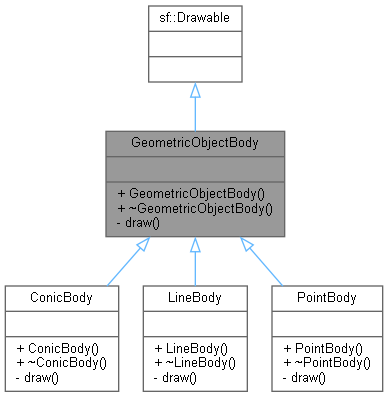 sf::Drawable
GeometricObjectBody
+ GeometricObjectBody()
+ ~GeometricObjectBody()
- draw()
ConicBody
+ ConicBody()
+ ~ConicBody()
- draw()
LineBody
+ LineBody()
+ ~LineBody()
- draw()
PointBody
+ PointBody()
+ ~PointBody()
- draw()